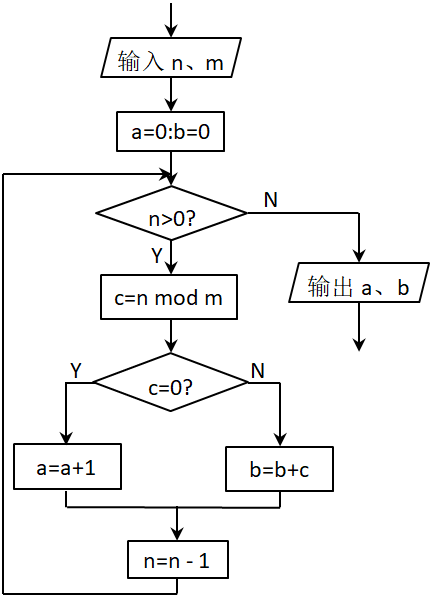 输入 n、m
a=0:b=0
n>0?
N
Y
输出 a、b
c=n mod m
Y
N
c=0?
a=a+1
b=b+c
n=n - 1